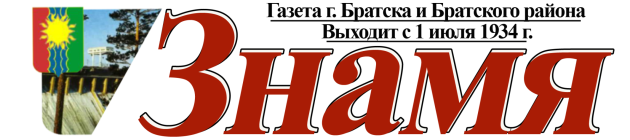 Газета г. Братска и Братского района
Выходит с 1 июля 1934 г.
Знамя